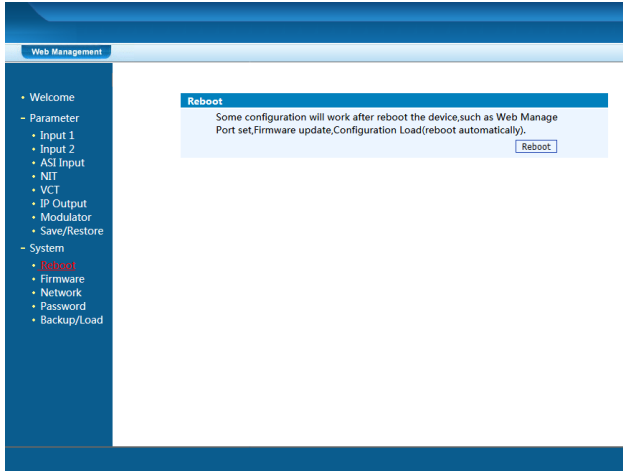 Web Management
Welcome
Parameter
Input 1
Input 2
ASI Input
NIT
VCT
IP Output
Modulator
Save/Restore
System
Reboot
Firmware
Network
Password
Backup/Load
Reboot
Some configuration will work after reboot the device,such as Web Manage
Port set,Firmware update,Configuration Load(reboot automatically).
Reboot